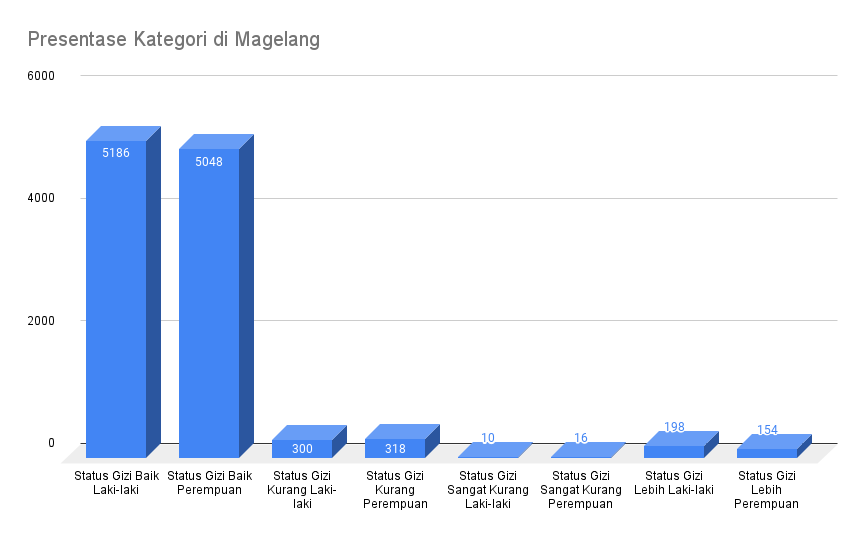 Presentase Kategori di Magelang
6000
4000
2000
0
5186
5048
300
318
10
16
198
154
Status Gizi Baik
Laki-laki
Status Gizi Baik
Perempuan
Status Gizi
Kurang Laki-
laki
Status Gizi
Kurang
Perempuan
Status Gizi
Sangat Kurang
Laki-laki
Status Gizi
Sangat Kurang
Perempuan
Status Gizi
Lebih Laki-laki
Status Gizi
Lebih
Perempuan